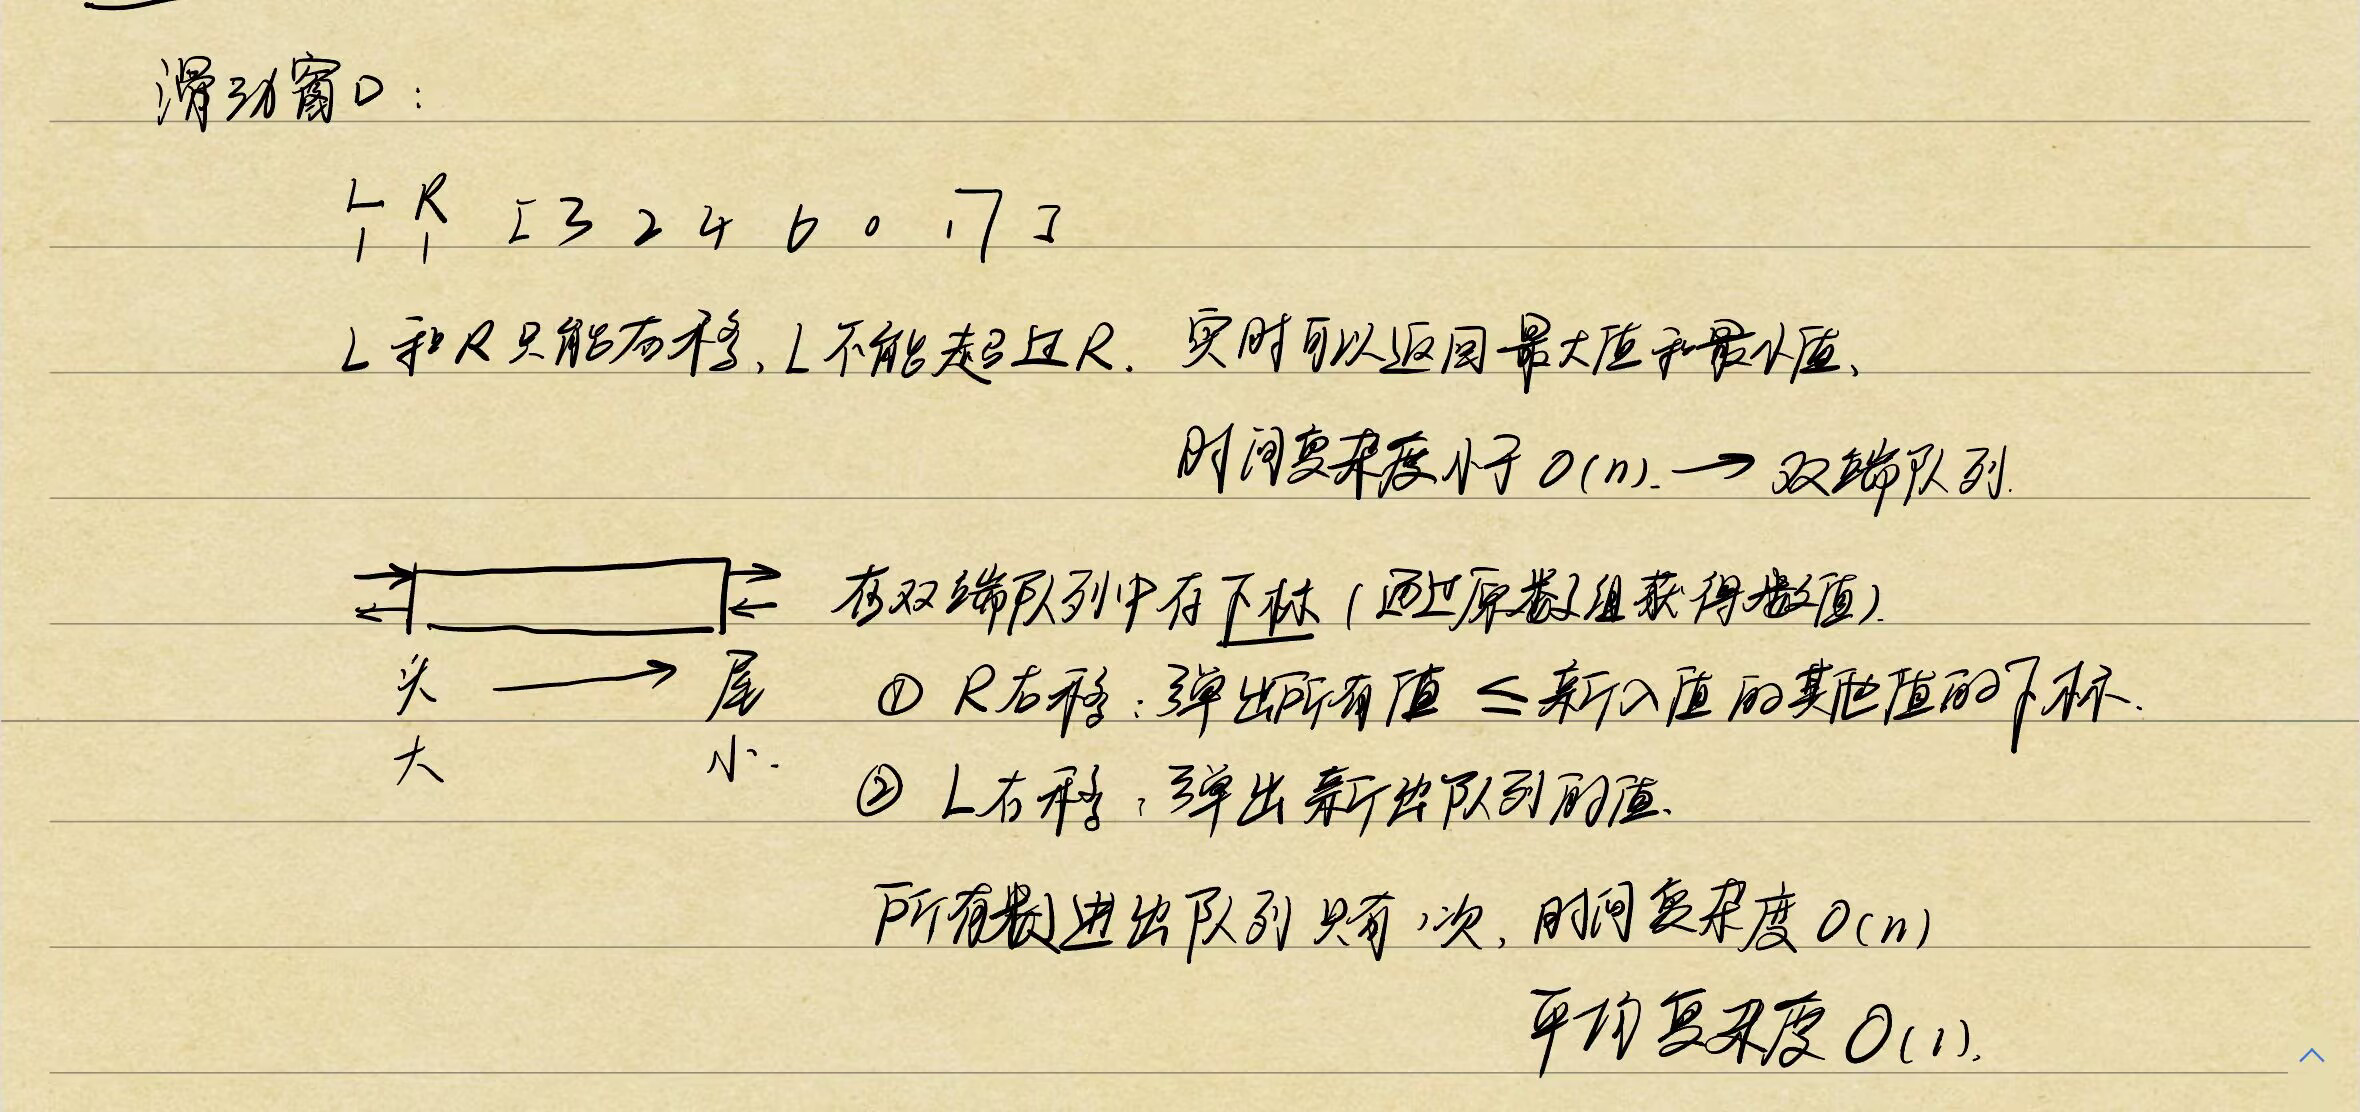 滑动窗口:
L R [3 2 4 6 0 1 7]
L和R只能右移,L不能超过R. 实时可以返回最大值和最小值,
时间复杂度小于O(n). → 双端队列.
在双端队列中存下标(通过原数组获得数值).
头 → 尾 ① R右移:弹出所有值 ≤ 新入值的其他值的下标.
大 小. ② L右移:弹出新出队列的值.
所有数进出队列只有1次,时间复杂度O(n)
平均复杂度O(1).